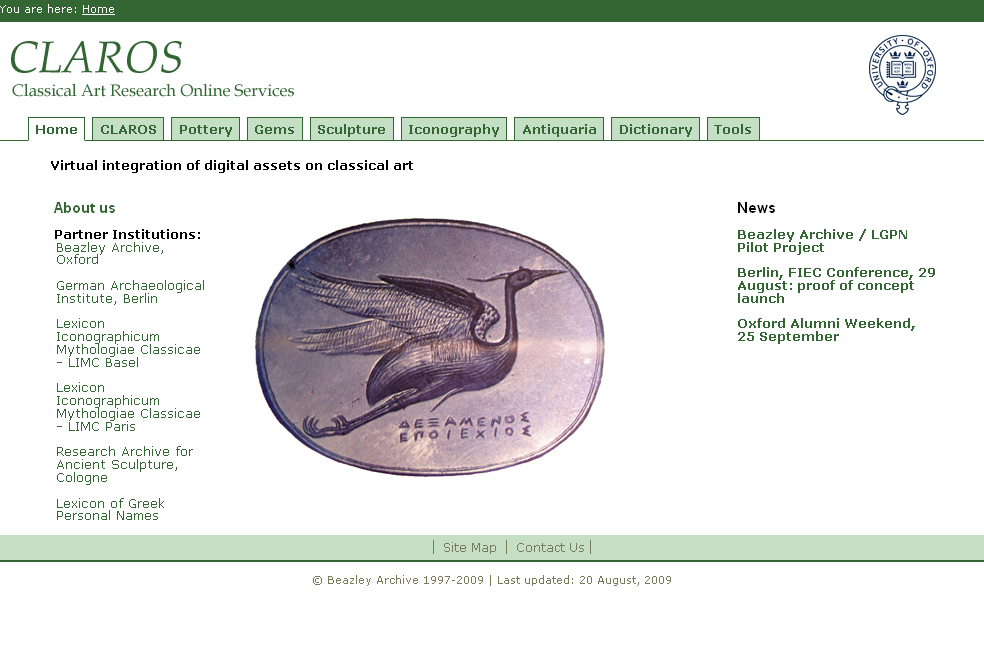 You are here: Home
CLAROS
Classical Art Research Online Services
UNIVERSITY · OF · OXFORD
Home CLAROS Pottery Gems Sculpture Iconography Antiquaria Dictionary Tools
Virtual integration of digital assets on classical art
About us
Partner Institutions:
Beazley Archive,
Oxford
German Archaeological
Institute, Berlin
Lexicon
Iconographicum
Mythologiae Classicae
- LIMC Basel
Lexicon
Iconographicum
Mythologiae Classicae
- LIMC Paris
Research Archive for
Ancient Sculpture,
Cologne
Lexicon of Greek
Personal Names
ΔΕΞΑΜΕΝΟΣ
ΕΠΟΙΕΧΙΟΣ
News
Beazley Archive / LGPN
Pilot Project
Berlin, FIEC Conference, 29
August: proof of concept
launch
Oxford Alumni Weekend,
25 September
| Site Map | Contact Us |
© Beazley Archive 1997-2009 | Last updated: 20 August, 2009